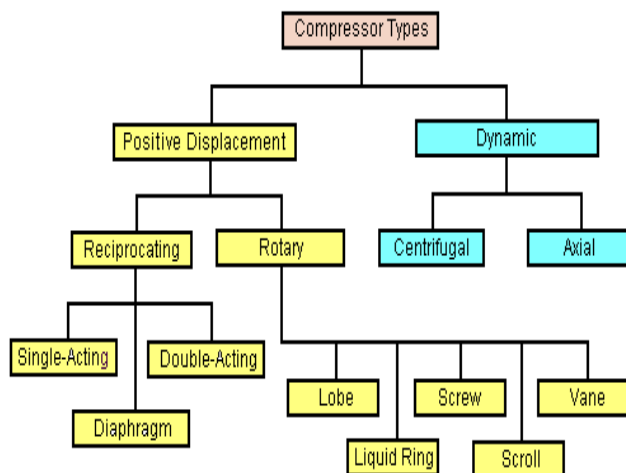 Compressor Types
Positive Displacement
Dynamic
Reciprocating
Rotary
Centrifugal
Axial
Single-Acting
Double-Acting
Diaphragm
Lobe
Screw
Vane
Liquid Ring
Scroll